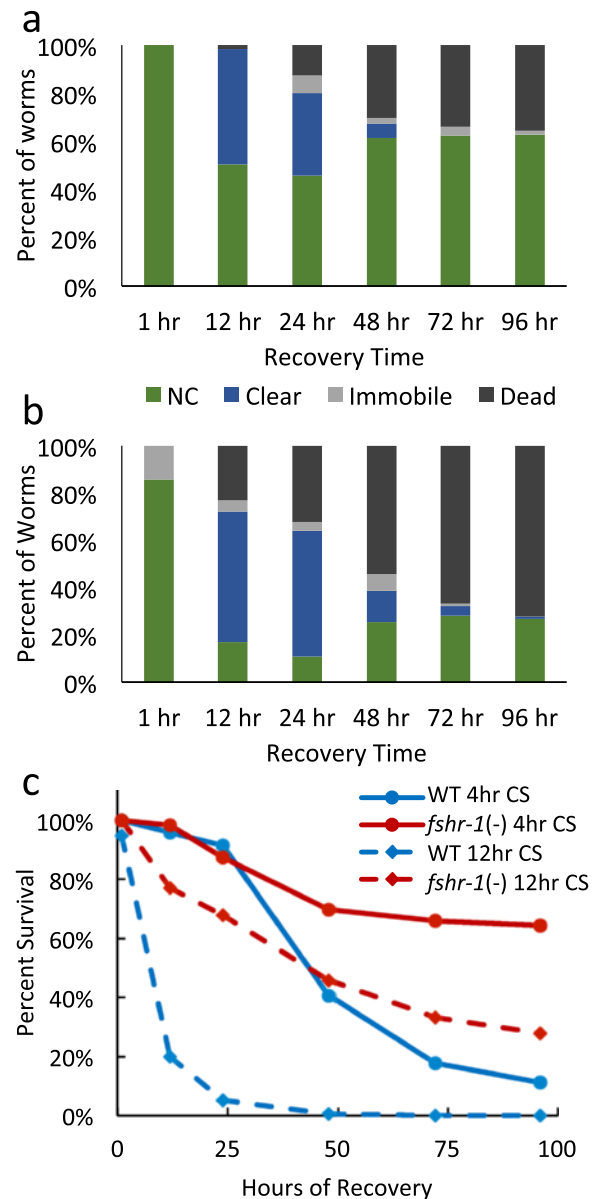 a
100%
80%
60%
40%
20%
0%
Percent of worms
1 hr 12 hr 24 hr 48 hr 72 hr 96 hr
Recovery Time
NC Clear Immobile Dead
b
100%
80%
60%
40%
20%
0%
Percent of Worms
1 hr 12 hr 24 hr 48 hr 72 hr 96 hr
Recovery Time
c
WT 4hr CS
fshr-1(-) 4hr CS
WT 12hr CS
fshr-1(-) 12hr CS
100%
80%
60%
40%
20%
0%
Percent Survival
0 25 50 75 100
Hours of Recovery